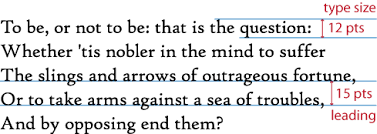 type size
To be, or not to be: that is the question:
12 pts
Whether 'tis nobler in the mind to suffer
The slings and arrows of outrageous fortune,
Or to take arms against a sea of troubles,
15 pts
leading
And by opposing end them?